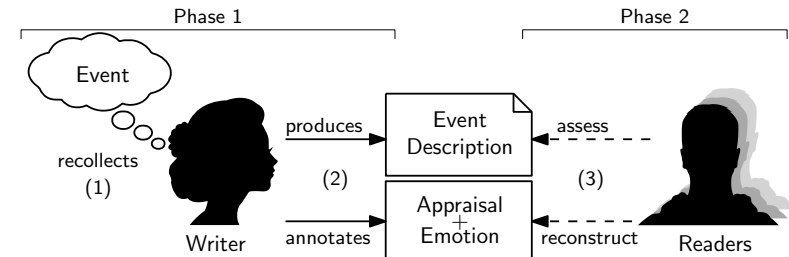 Phase 1
Phase 2
Event
recollects
(1)
Writer
produces
(2)
annotates
Event
Description
Appraisal
+
Emotion
assess
(3)
reconstruct
Readers